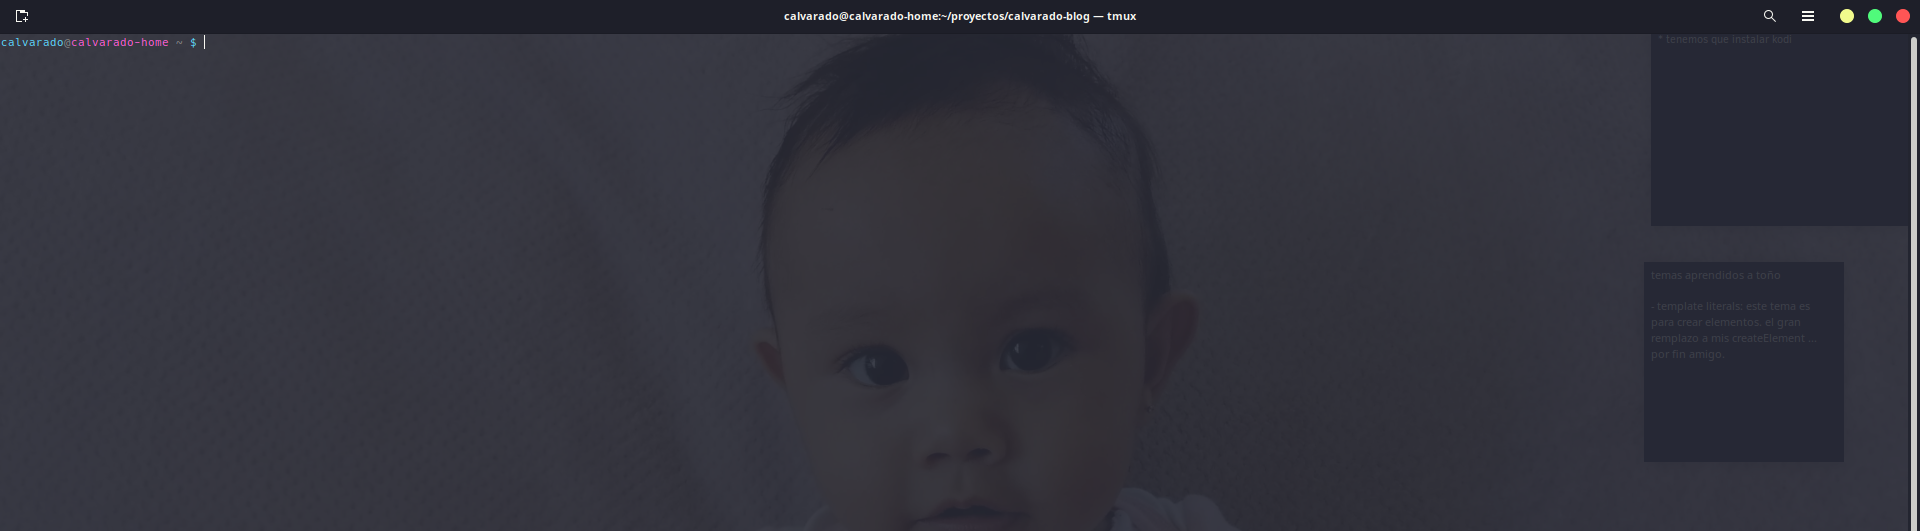 calvarado@calvarado-home:~/proyectos/calvarado-blog — tmux
calvarado@calvarado-home ~ $
* tenemos que instalar kodi
temas aprendidos a toño
- template literals: este tema es
para crear elementos, el gran
remplazo a mis createElement ...
por fin amigo.